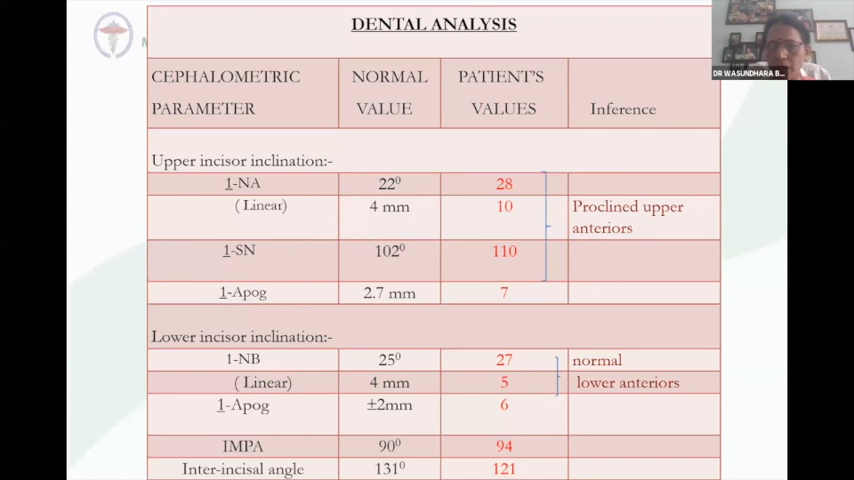 DENTAL ANALYSIS
CEPHALOMETRIC PARAMETER NORMAL VALUE PATIENT'S VALUES Inference
Upper incisor inclination:-
1-NA 22⁰ 28
( Linear) 4 mm 10 Proclined upper anteriors
1-SN 102⁰ 110
1-Apog 2.7 mm 7
Lower incisor inclination:-
1-NB 25⁰ 27 normal
( Linear) 4 mm 5 lower anteriors
1-Apog ±2mm 6
IMPA 90⁰ 94
Inter-incisal angle 131⁰ 121
DR WASUNDHARA B...